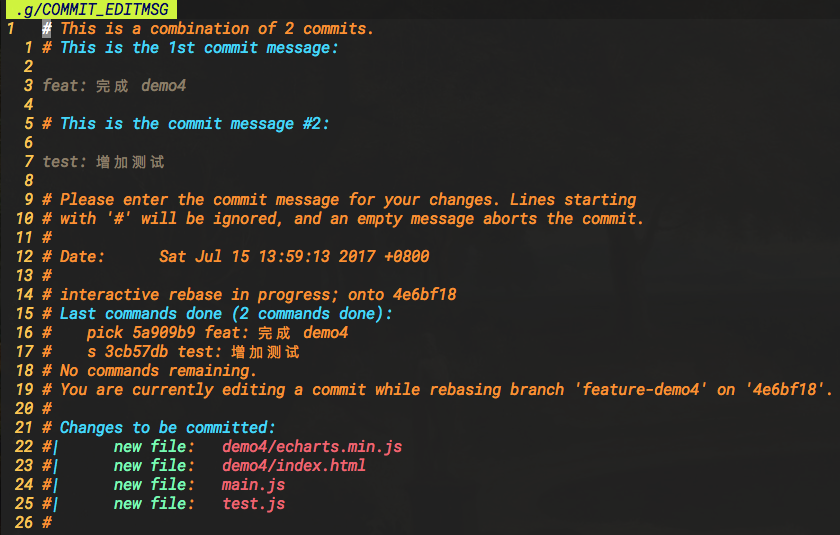 .g/COMMIT_EDITMSG
1 # This is a combination of 2 commits.
1 # This is the 1st commit message:
2
3 feat: 完成 demo4
4
5 # This is the commit message #2:
6
7 test: 增加测试
8
9 # Please enter the commit message for your changes. Lines starting
10 # with '#' will be ignored, and an empty message aborts the commit.
11 #
12 # Date:      Sat Jul 15 13:59:13 2017 +0800
13 #
14 # interactive rebase in progress; onto 4e6bf18
15 # Last commands done (2 commands done):
16 #    pick 5a909b9 feat: 完成 demo4
17 #    s 3cb57db test: 增加测试
18 # No commands remaining.
19 # You are currently editing a commit while rebasing branch 'feature-demo4' on '4e6bf18'.
20 #
21 # Changes to be committed:
22 #|      new file:   demo4/echarts.min.js
23 #|      new file:   demo4/index.html
24 #|      new file:   main.js
25 #|      new file:   test.js
26 #